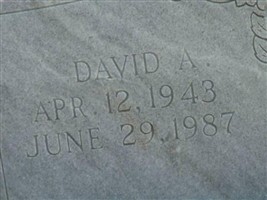 DAVID A.
APR. 12, 1943
JUNE 29, 1987